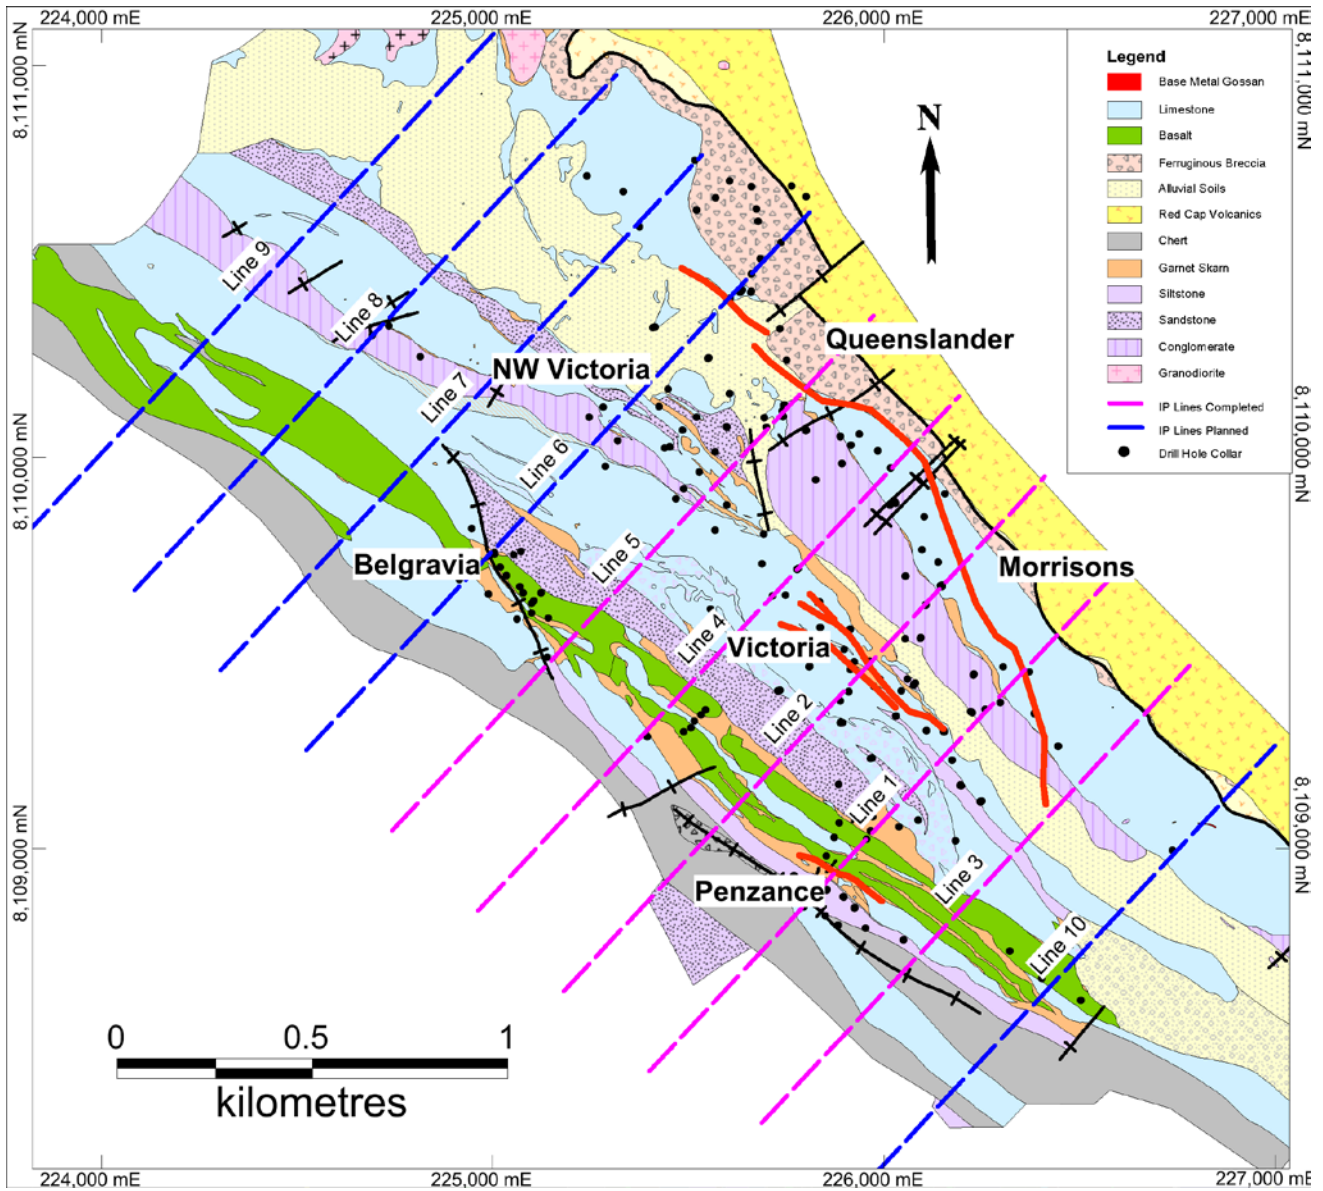 224,000 mE
225,000 mE
226,000 mE
227,000 mE
8,111,000 mN
8,111,000 mN
Legend
Base Metal Gossan
Limestone
Basalt
Ferruginous Breccia
Alluvial Soils
Red Cap Volcanics
Chert
Garnet Skarn
Siltstone
Sandstone
Conglomerate
Granodiorite
IP Lines Completed
IP Lines Planned
Drill Hole Collar
N
Line 9
Line 8
Queenslander
NW Victoria
Line 7
8,110,000 mN
8,110,000 mN
Line 6
Belgravia
Line 5
Morrisons
Line 4
Victoria
Line 2
Line 1
8,109,000 mN
8,109,000 mN
Penzance
Line 3
Line 10
0
0.5
1
kilometres
224,000 mE
225,000 mE
226,000 mE
227,000 mE